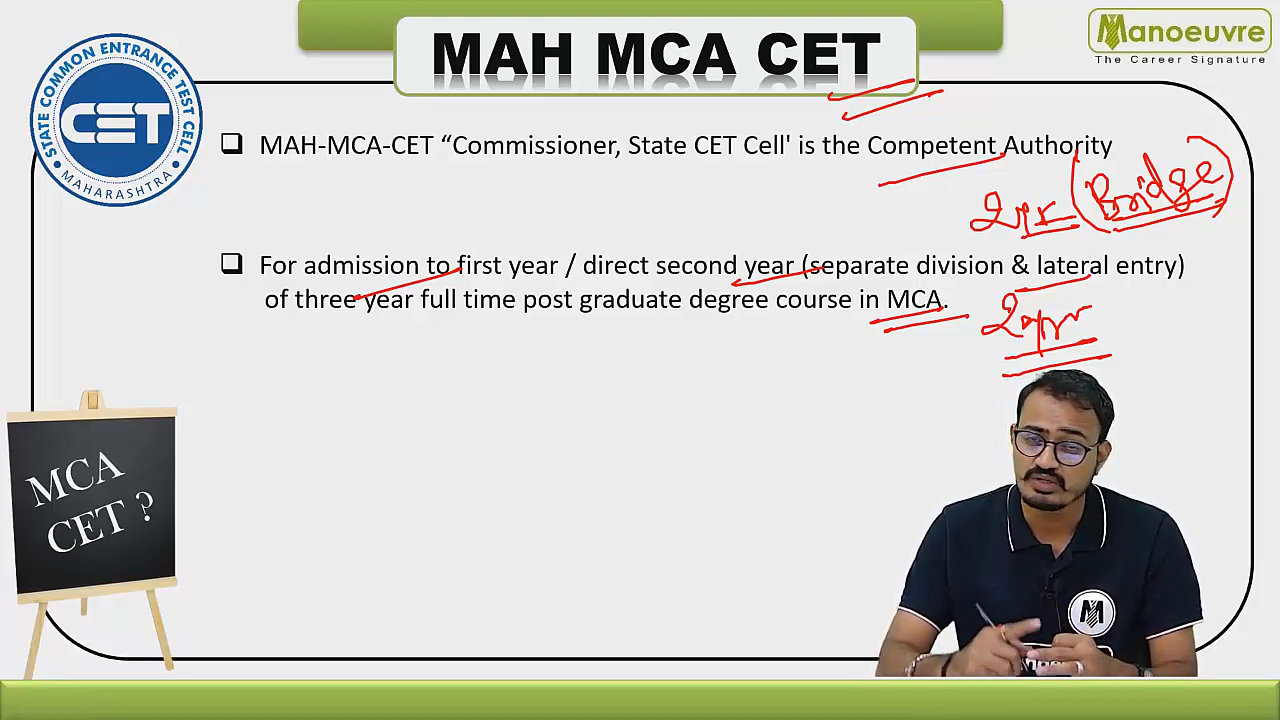 MAH MCA CET
Manoeuvre
The Career Signature
STATE COMMON ENTRANCE TEST CELL
CET
MAHARASHTRA
❑ MAH-MCA-CET “Commissioner, State CET Cell' is the Competent Authority
2yr (Bridge)
❑ For admission to first year / direct second year (separate division & lateral entry)
of three year full time post graduate degree course in MCA.
MCA
CET ?
M